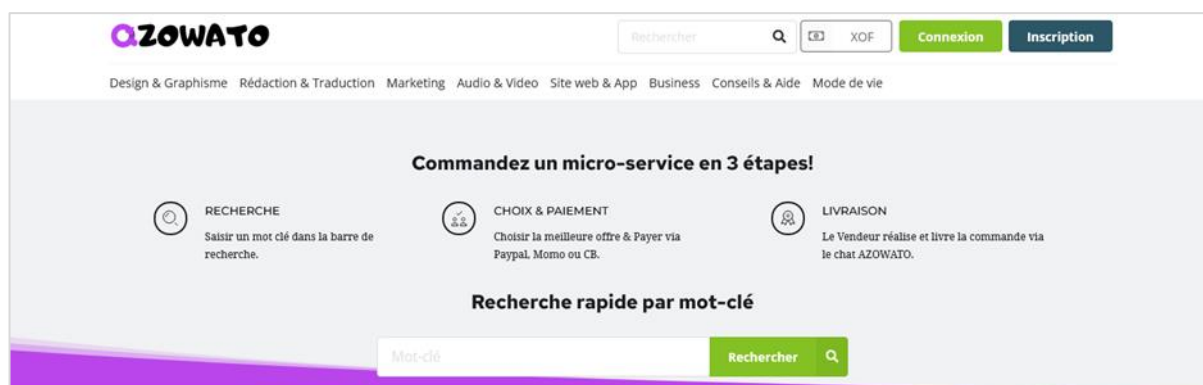 AZOWATO
Rechercher
XOF
Connexion
Inscription
Design & Graphisme Rédaction & Traduction Marketing Audio & Video Site web & App Business Conseils & Aide Mode de vie
Commandez un micro-service en 3 étapes!
RECHERCHE
Saisir un mot clé dans la barre de
recherche.
CHOIX & PAIEMENT
Choisir la meilleure offre & Payer via
Paypal, Momo ou CB.
LIVRAISON
Le Vendeur réalise et livre la commande via
le chat AZOWATO.
Recherche rapide par mot-clé
Mot-clé
Rechercher